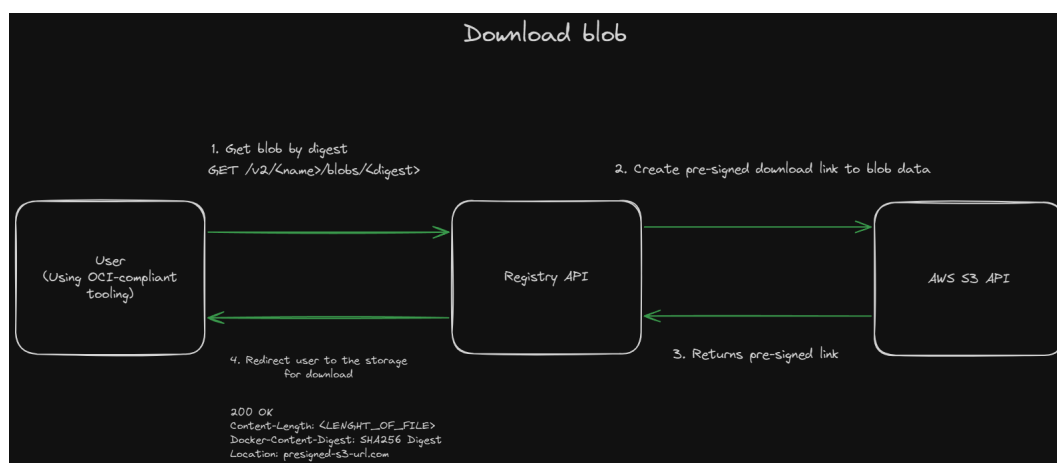 Download blob
1. Get blob by digest
GET /v2/<name>/blobs/<digest>
2. Create pre-signed download link to blob data
User
(Using OCI-compliant
tooling)
Registry API
AWS S3 API
4. Redirect user to the storage
for download
3. Returns pre-signed link
200 OK
Content-Length: <LENGHT_OF_FILE>
Docker-Content-Digest: SHA256 Digest
Location: presigned-s3-url.com